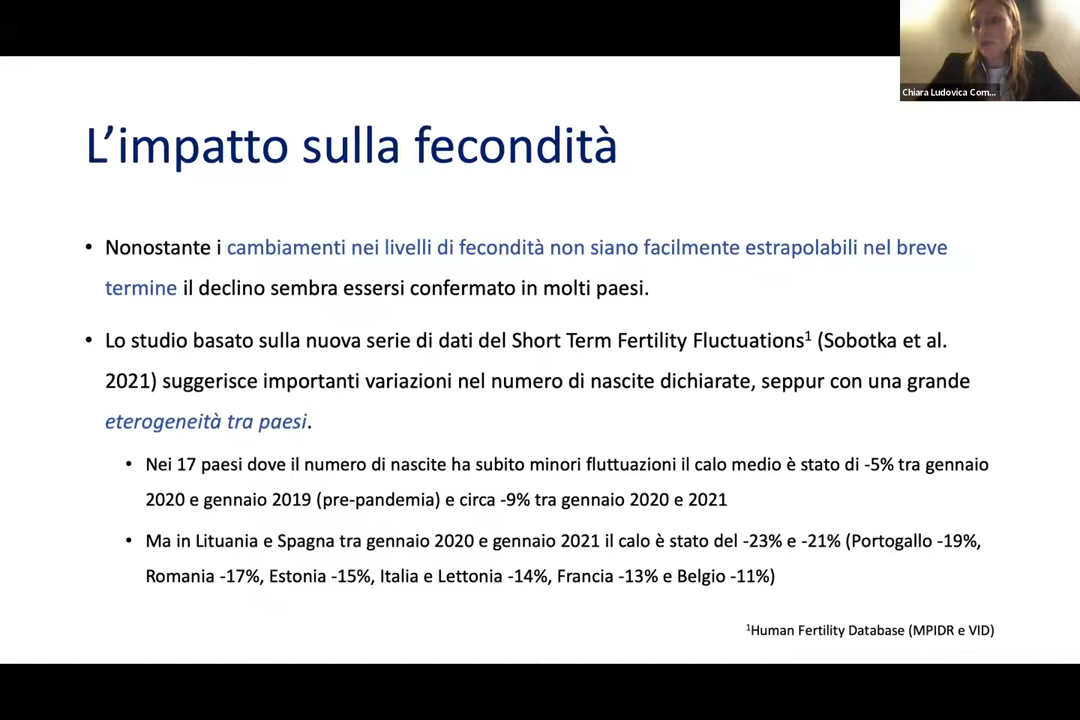 Chiara Ludovica Com...
L'impatto sulla fecondità
• Nonostante i cambiamenti nei livelli di fecondità non siano facilmente estrapolabili nel breve
termine il declino sembra essersi confermato in molti paesi.
• Lo studio basato sulla nuova serie di dati del Short Term Fertility Fluctuations¹ (Sobotka et al.
2021) suggerisce importanti variazioni nel numero di nascite dichiarate, seppur con una grande
eterogeneità tra paesi.
• Nei 17 paesi dove il numero di nascite ha subito minori fluttuazioni il calo medio è stato di -5% tra gennaio
2020 e gennaio 2019 (pre-pandemia) e circa -9% tra gennaio 2020 e 2021
• Ma in Lituania e Spagna tra gennaio 2020 e gennaio 2021 il calo è stato del -23% e -21% (Portogallo -19%,
Romania -17%, Estonia -15%, Italia e Lettonia -14%, Francia -13% e Belgio -11%)
¹Human Fertility Database (MPIDR e VID)